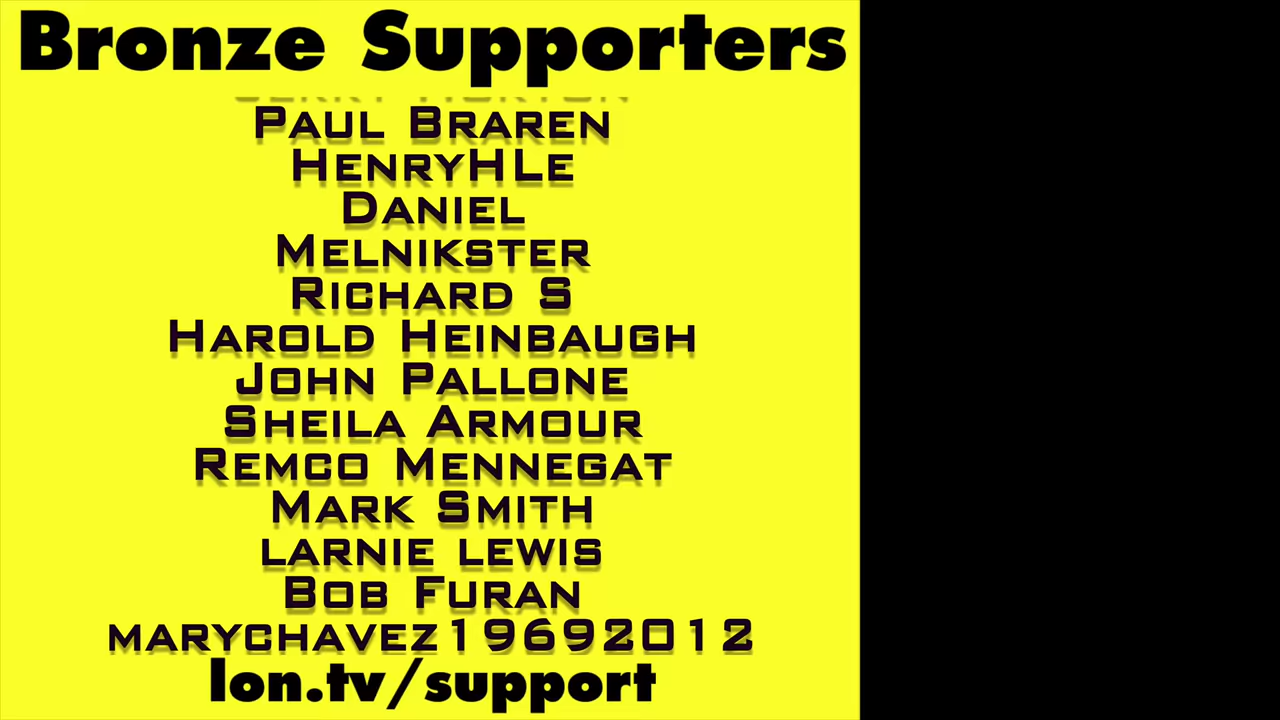 Bronze Supporters
Paul Braren
HenryHLe
Daniel
Melnikster
Richard S
Harold Heinbaugh
John Pallone
Sheila Armour
Remco Mennegat
Mark Smith
larnie lewis
Bob Furan
marychavez19692012
lon.tv/support